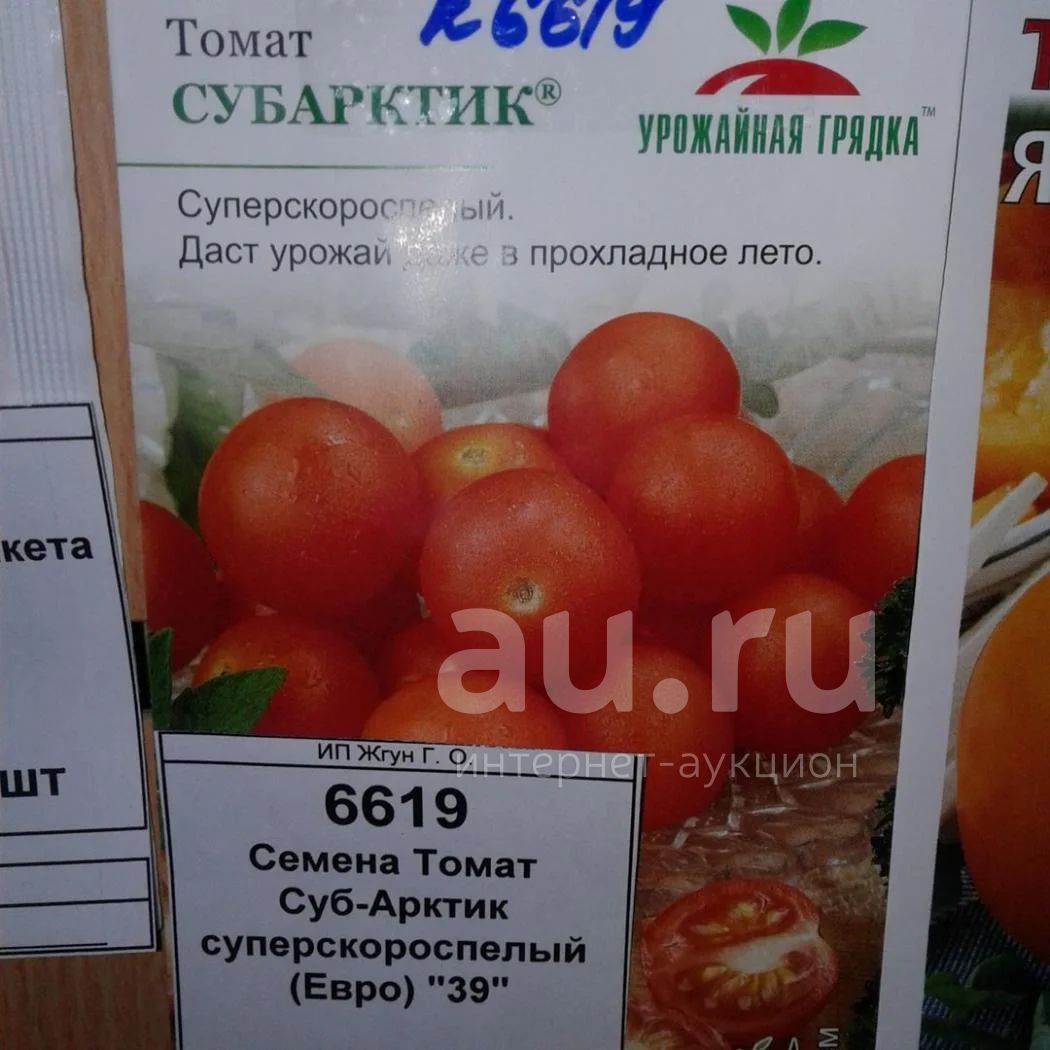 к6619
Томат
СУБАРКТИК®
УРОЖАЙНАЯ ГРЯДКА™
Суперскороспелый.
Даст урожай даже в прохладное лето.
кета
шт
au.ru
интернет-аукцион
ИП Жгун Г. О.
6619
Семена Томат
Суб-Арктик
суперскороспелый
(Евро) "39"